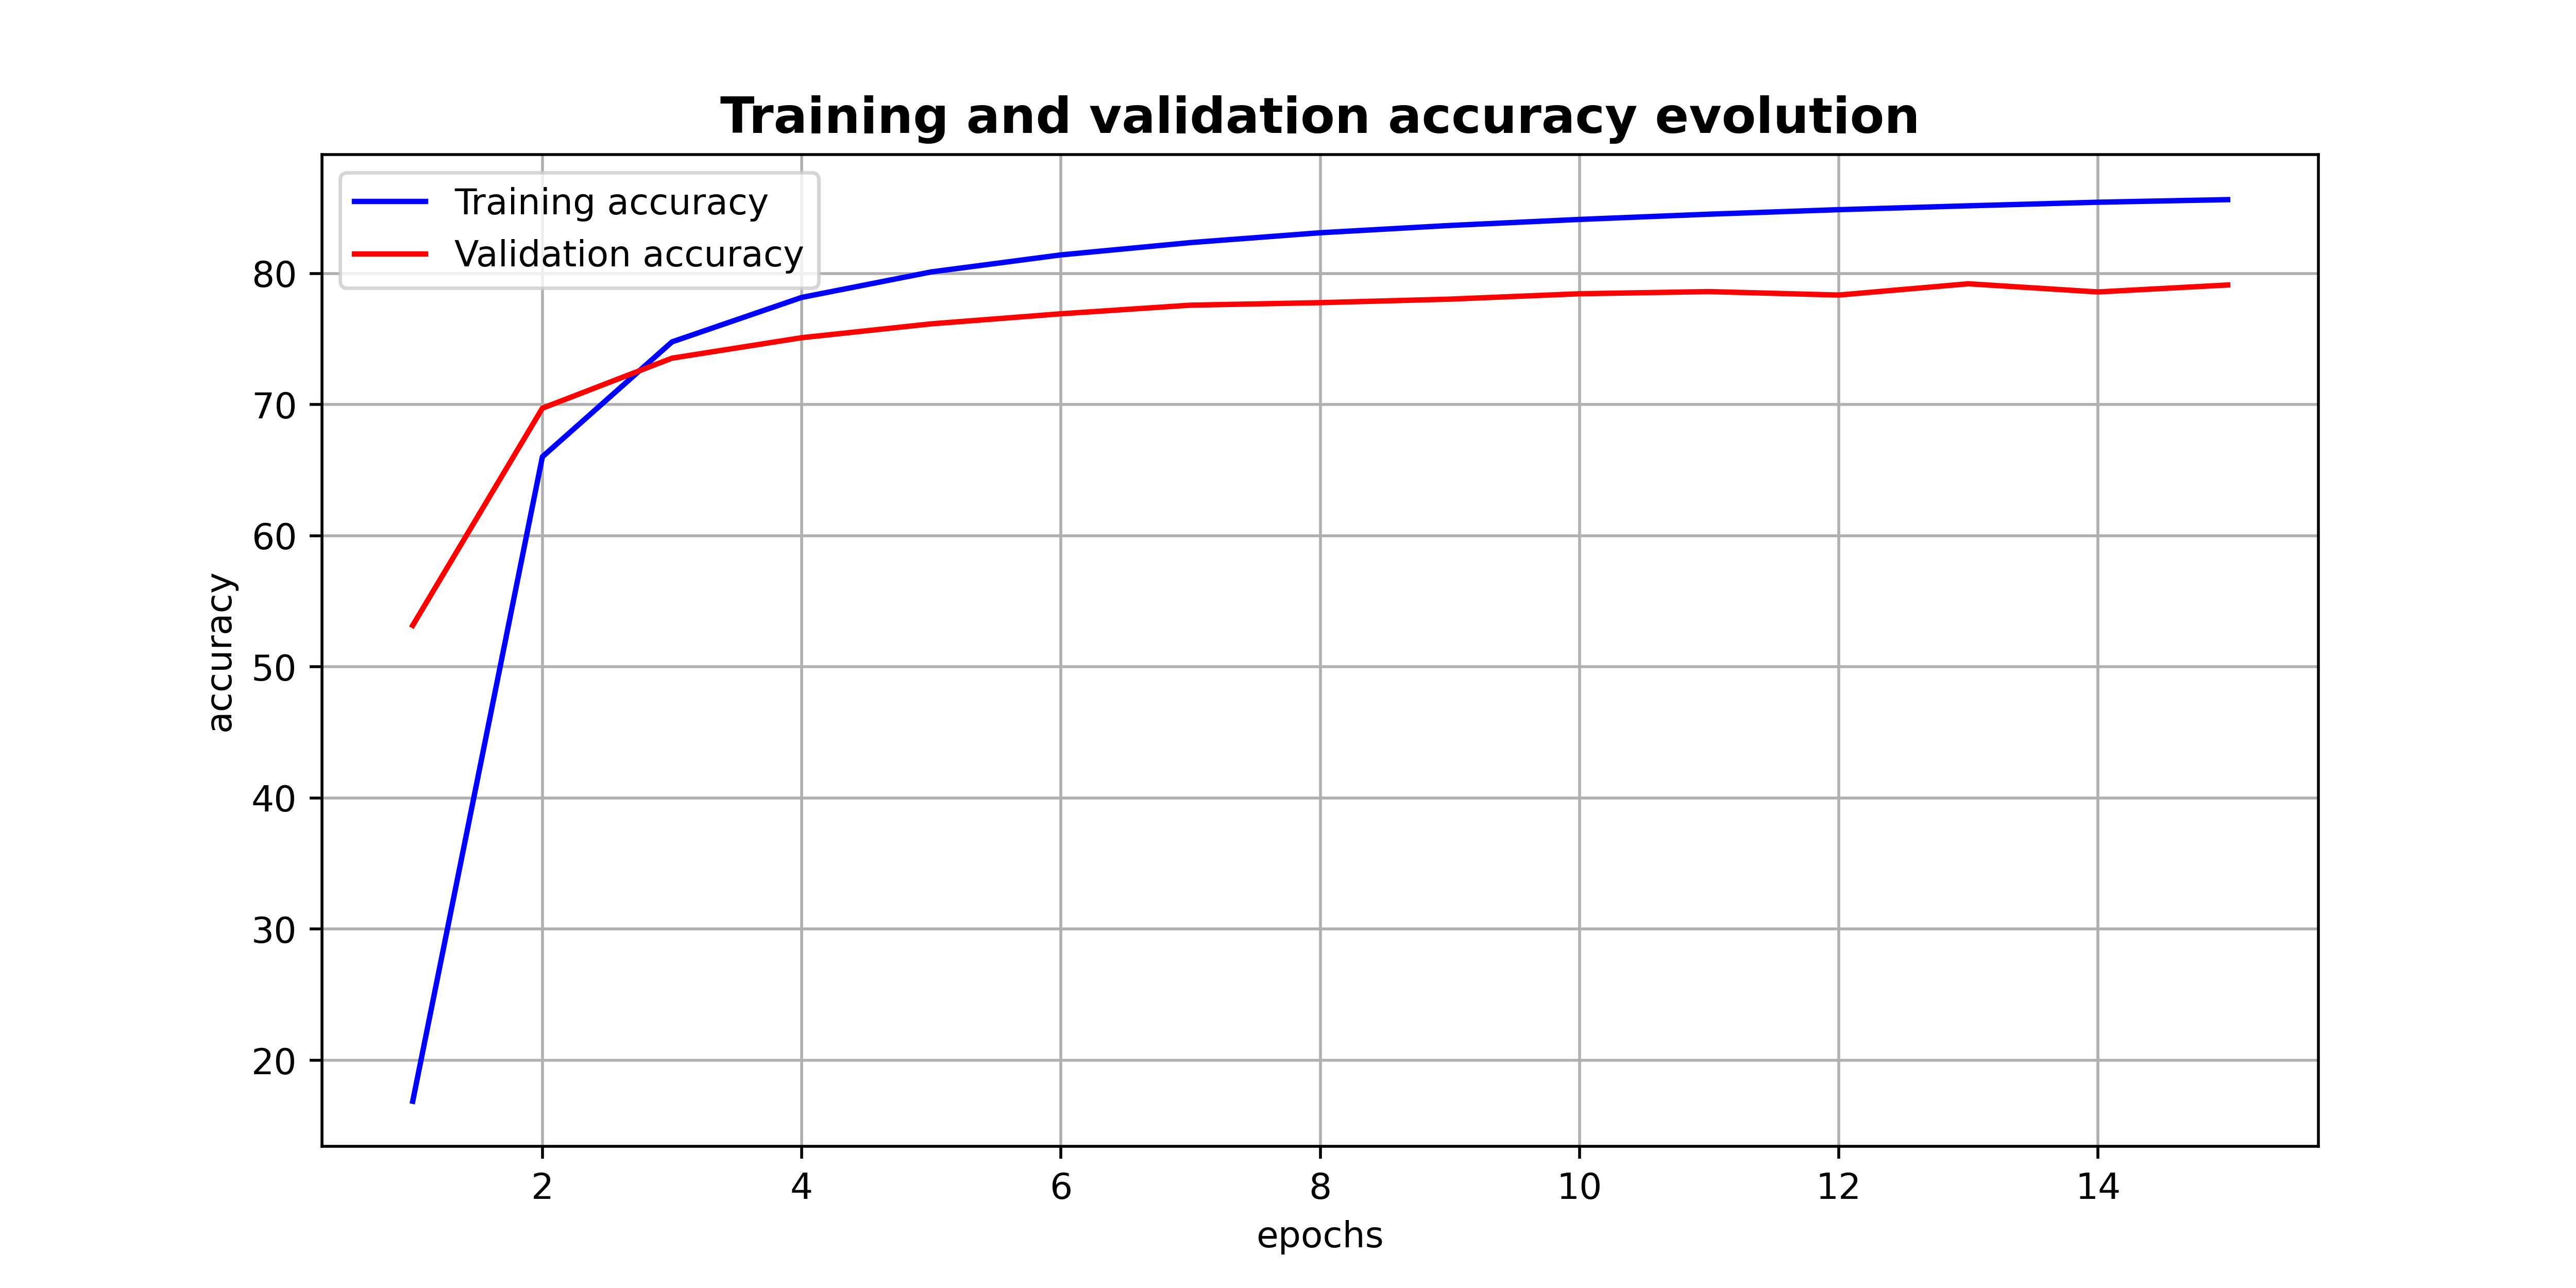 Training and validation accuracy evolution
Training accuracy
Validation accuracy
80
70
60
50
40
30
20
accuracy
2 4 6 8 10 12 14
epochs